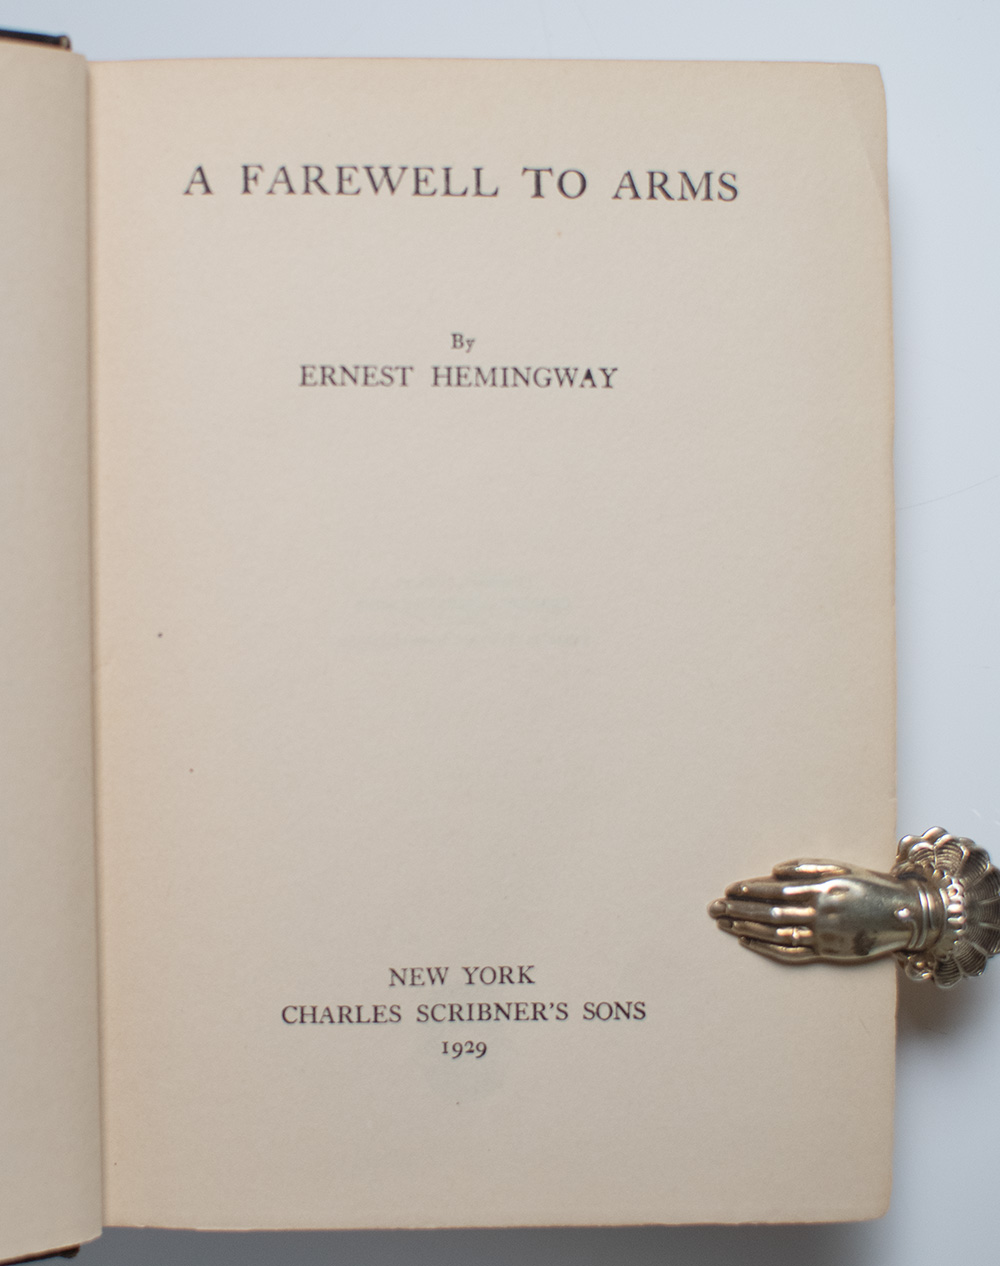 A FAREWELL TO ARMS
By
ERNEST HEMINGWAY
NEW YORK
CHARLES SCRIBNER'S SONS
1929